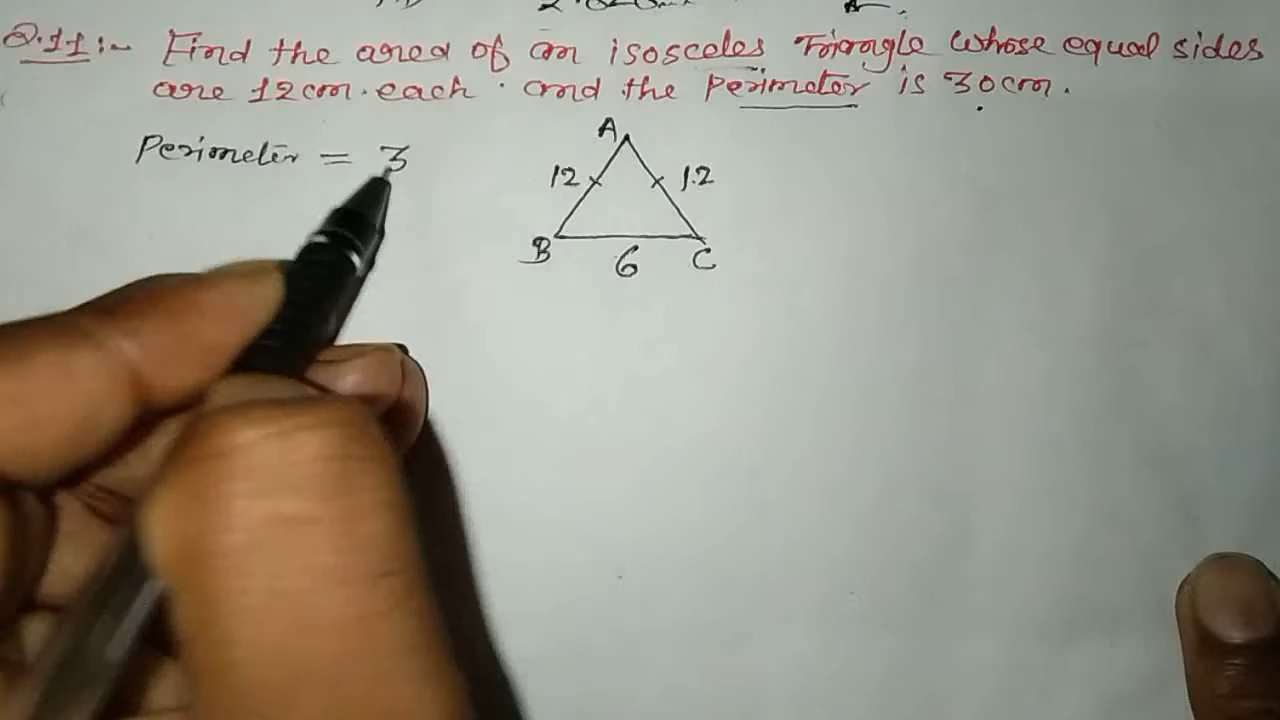 Q.11:- Find the area of an isosceles Triangle whose equal sides
are 12cm. each. and the perimeter is 30cm.
Perimeter = 3
A
12 12
B 6 C